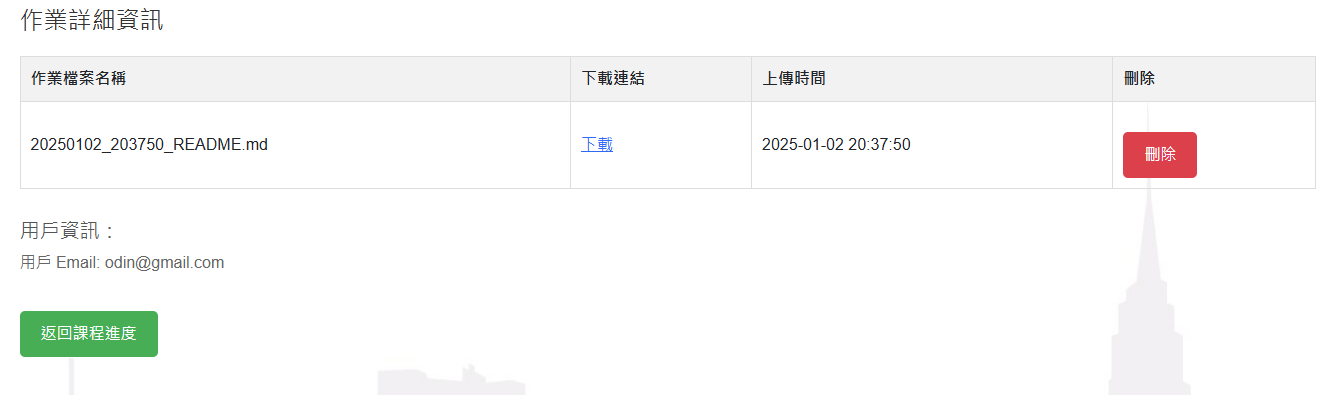 作業詳細資訊
作業檔案名稱 下載連結 上傳時間 刪除
20250102_203750_README.md 下載 2025-01-02 20:37:50 刪除
用戶資訊：
用戶 Email: odin@gmail.com
返回課程進度